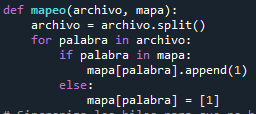 def mapeo(archivo, mapa):
    archivo = archivo.split()
    for palabra in archivo:
        if palabra in mapa:
            mapa[palabra].append(1)
        else:
            mapa[palabra] = [1]